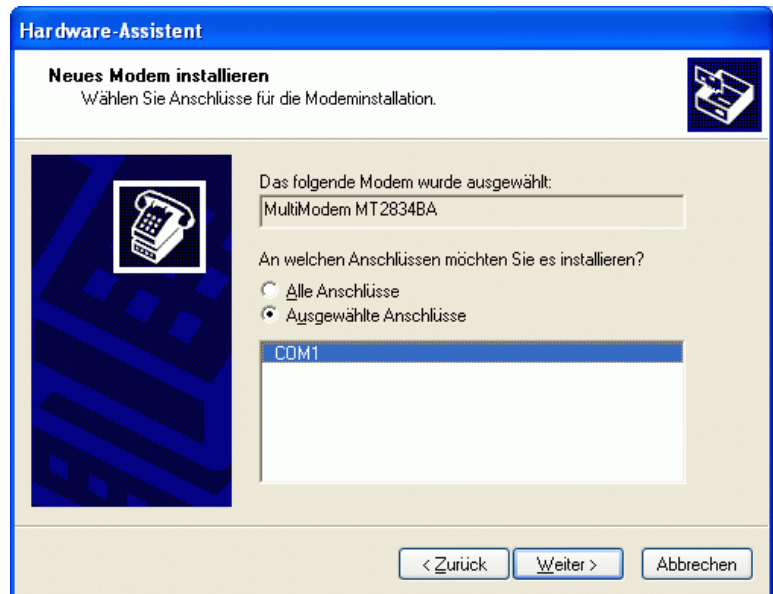 Hardware-Assistent
Neues Modem installieren
Wählen Sie Anschlüsse für die Modeminstallation.
Das folgende Modem wurde ausgewählt:
MultiModem MT2834BA
An welchen Anschlüssen möchten Sie es installieren?
Alle Anschlüsse
Ausgewählte Anschlüsse
COM1
< Zurück
Weiter >
Abbrechen